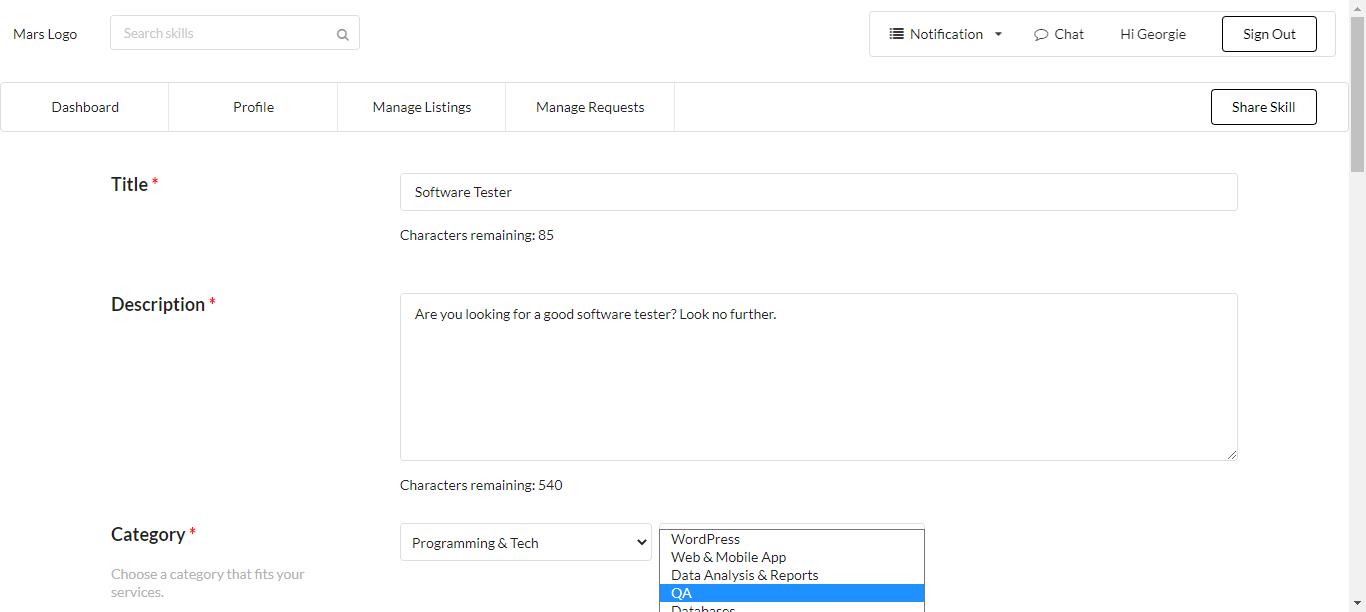 Mars Logo
Search skills
Notification
Chat
Hi Georgie
Sign Out
Dashboard
Profile
Manage Listings
Manage Requests
Share Skill
Title *
Software Tester
Characters remaining: 85
Description *
Are you looking for a good software tester? Look no further.
Characters remaining: 540
Category *
Choose a category that fits your
services.
Programming & Tech
WordPress
Web & Mobile App
Data Analysis & Reports
QA
Databases